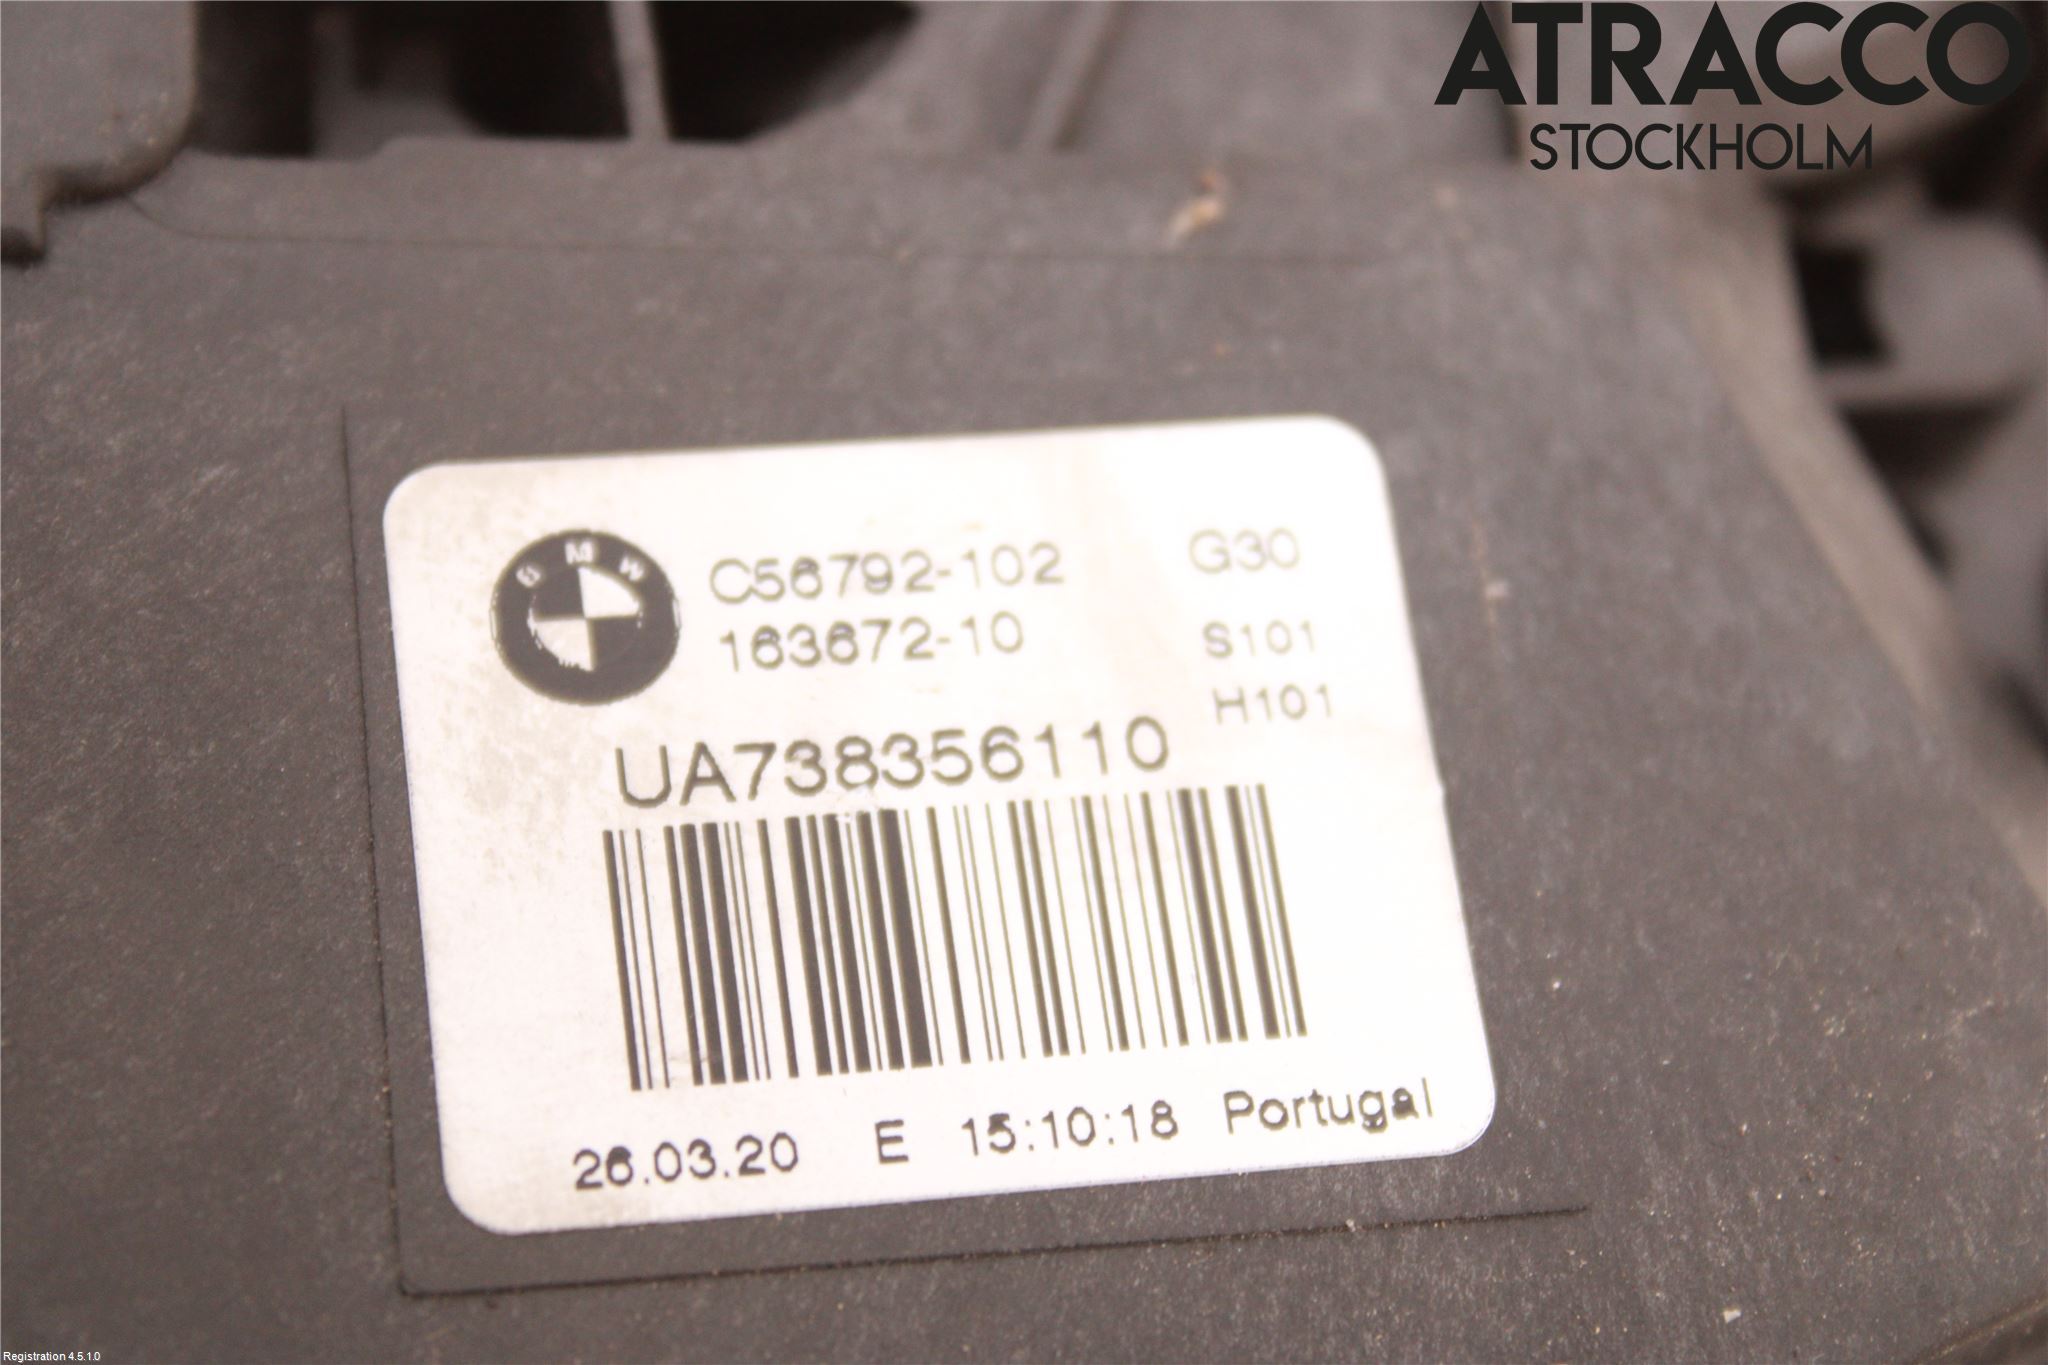 ATRACCO
STOCKHOLM
BMW
C56792-102 G30
163672-10 S101
H101
UA738356110
26.03.20 E 15:10:18 Portugal
Registration 4.5.1.0